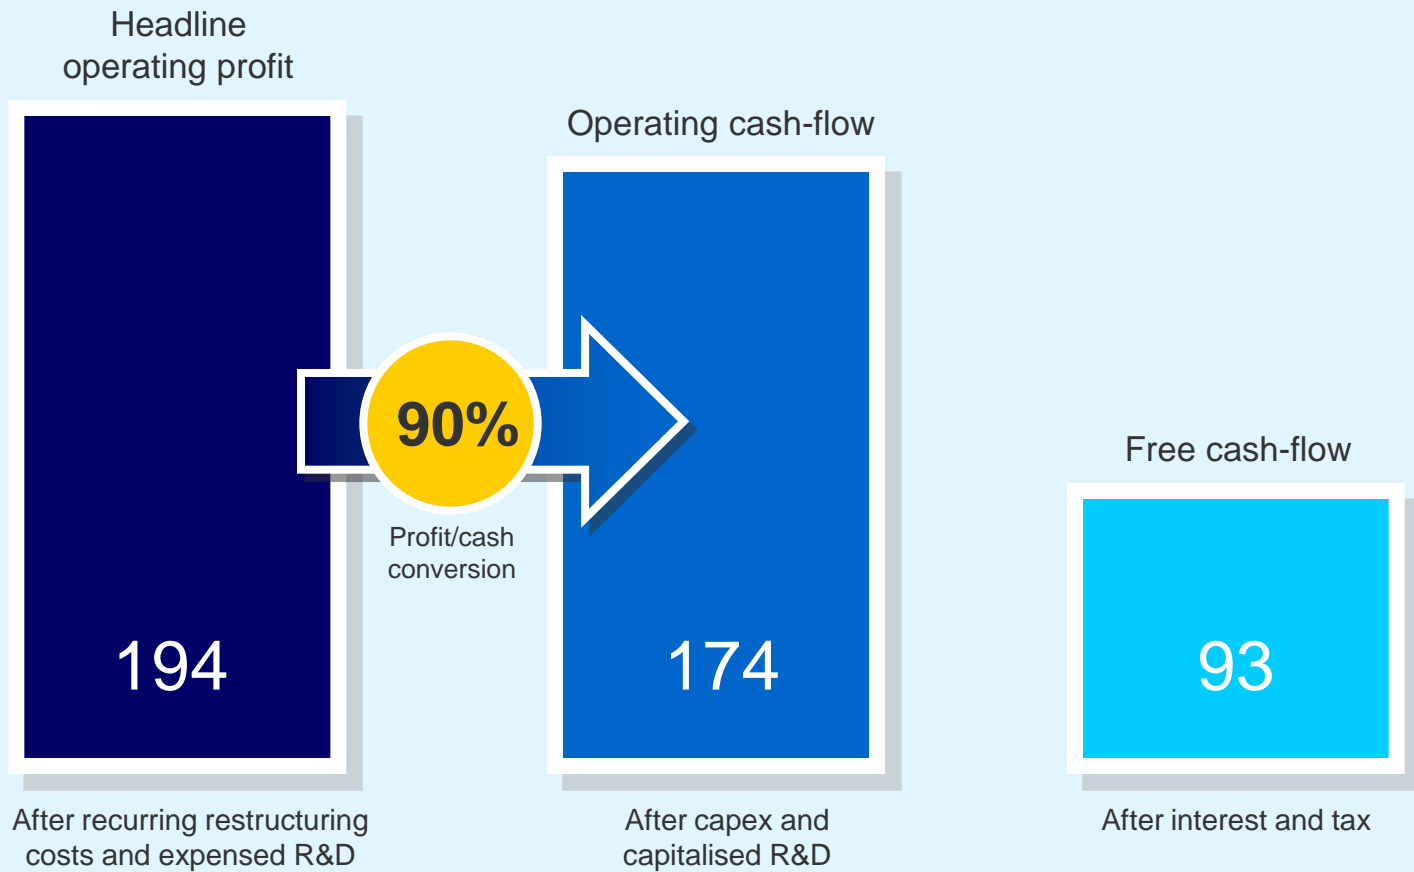 Headline
operating profit
194
After recurring restructuring
costs and expensed R&D
90%
Profit/cash
conversion
Operating cash-flow
174
After capex and
capitalised R&D
Free cash-flow
93
After interest and tax